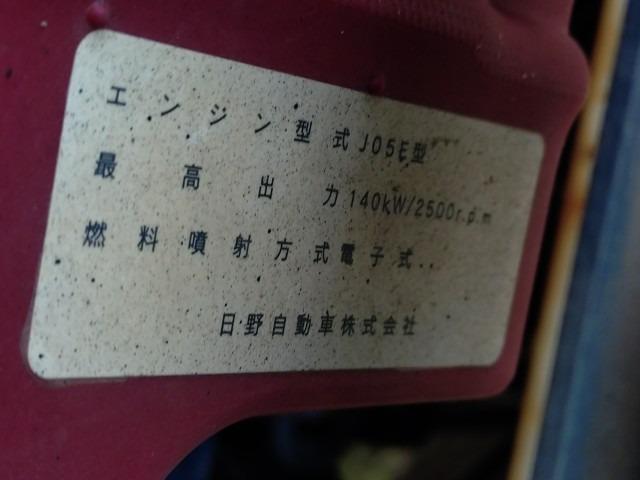 エンジン型式J05E型
最高出力140kW/2500r.p.m
燃料噴射方式電子式
日野自動車株式会社